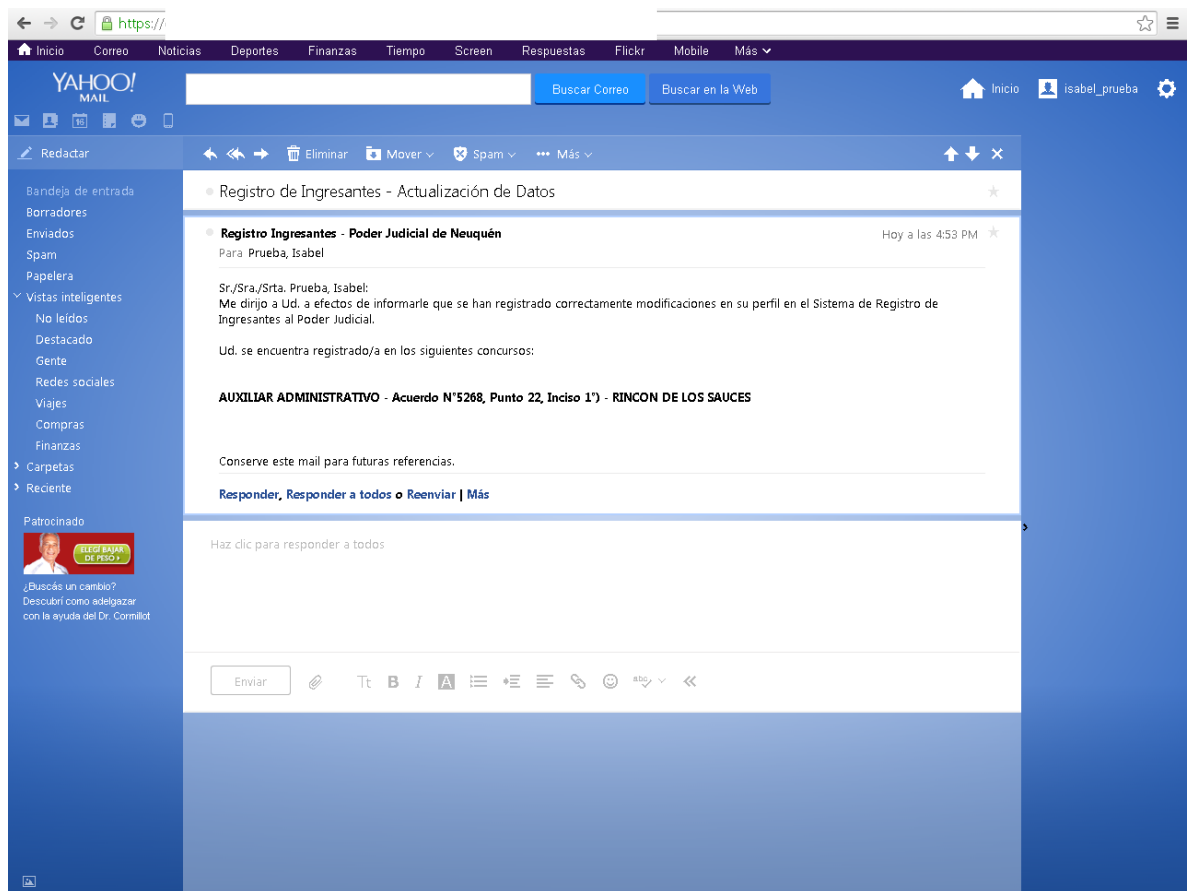 https://
Inicio Correo Noticias Deportes Finanzas Tiempo Screen Respuestas Flickr Mobile Más
YAHOO!
MAIL
Buscar Correo Buscar en la Web Inicio isabel_prueba
16
Redactar Eliminar Mover Spam Más
Bandeja de entrada
Borradores
Enviados
Spam
Papelera
Vistas inteligentes
No leídos
Destacado
Gente
Redes sociales
Viajes
Compras
Finanzas
Carpetas
Reciente
Patrocinado
ELEGÍ BAJAR
DE PESO ›
¿Buscás un cambio?
Descubrí como adelgazar
con la ayuda del Dr. Cormillot
Registro de Ingresantes - Actualización de Datos
Registro Ingresantes - Poder Judicial de Neuquén Hoy a las 4:53 PM
Para Prueba, Isabel
Sr./Sra./Srta. Prueba, Isabel:
Me dirijo a Ud. a efectos de informarle que se han registrado correctamente modificaciones en su perfil en el Sistema de Registro de
Ingresantes al Poder Judicial.
Ud. se encuentra registrado/a en los siguientes concursos:
AUXILIAR ADMINISTRATIVO - Acuerdo N°5268, Punto 22, Inciso 1°) - RINCON DE LOS SAUCES
Conserve este mail para futuras referencias.
Responder, Responder a todos o Reenviar | Más
Haz clic para responder a todos
Enviar Tt B I A abc